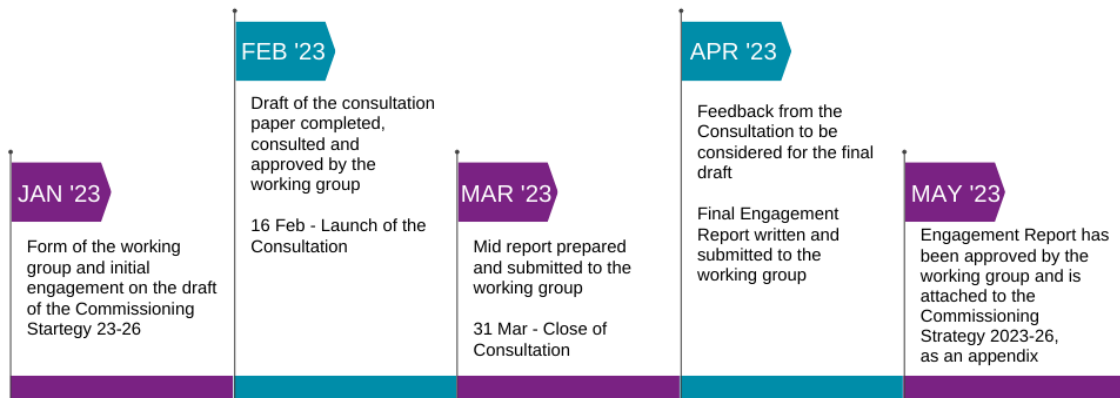 JAN '23
Form of the working
group and initial
engagement on the draft
of the Commissioning
Startegy 23-26
FEB '23
Draft of the consultation
paper completed,
consulted and
approved by the
working group
16 Feb - Launch of the
Consultation
MAR '23
Mid report prepared
and submitted to the
working group
31 Mar - Close of
Consultation
APR '23
Feedback from the
Consultation to be
considered for the final
draft
Final Engagement
Report written and
submitted to the
working group
MAY '23
Engagement Report has
been approved by the
working group and is
attached to the
Commissioning
Strategy 2023-26,
as an appendix